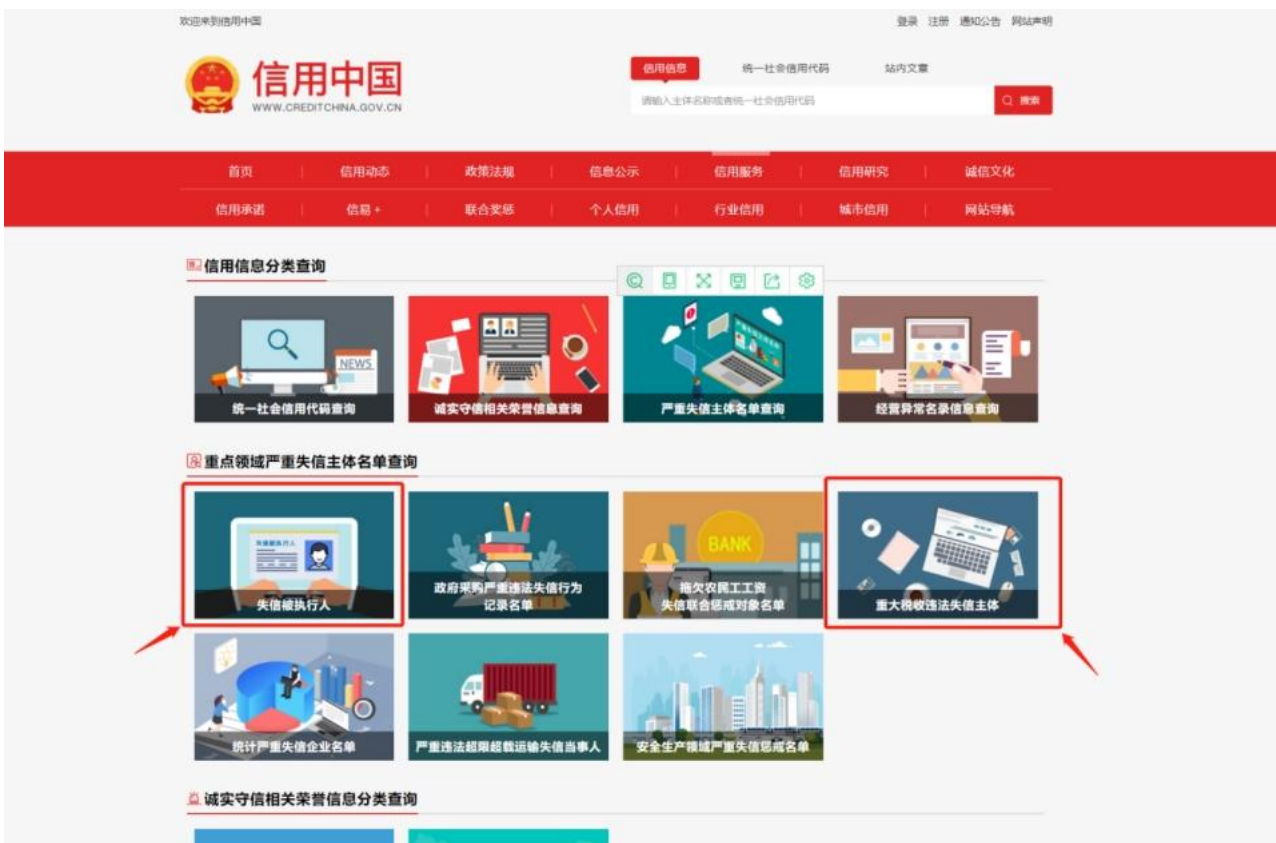 欢迎来到信用中国
登录 注册 通知公告 网站声明
信用中国
WWW.CREDITCHINA.GOV.CN
信用信息 统一社会信用代码 站内文章
请输入主体名称或者统一社会信用代码
搜索
首页 信用动态 政策法规 信息公示 信用服务 信用研究 诚信文化
信用承诺 信易+ 联合奖惩 个人信用 行业信用 城市信用 网站导航
信用信息分类查询
NEWS
统一社会信用代码查询
诚实守信相关荣誉信息查询
严重失信主体名单查询
经营异常名录信息查询
重点领域严重失信主体名单查询
失信被执行人
失信被执行人
政府采购严重违法失信行为
记录名单
BANK
拖欠农民工工资
失信联合惩戒对象名单
重大税收违法失信主体
统计严重失信企业名单
严重违法超限超载运输失信当事人
安全生产领域严重失信惩戒名单
诚实守信相关荣誉信息分类查询